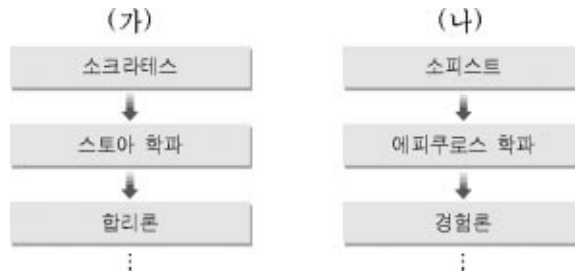 (가)
소크라테스
스토아 학파
합리론
(나)
소피스트
에피쿠로스 학파
경험론